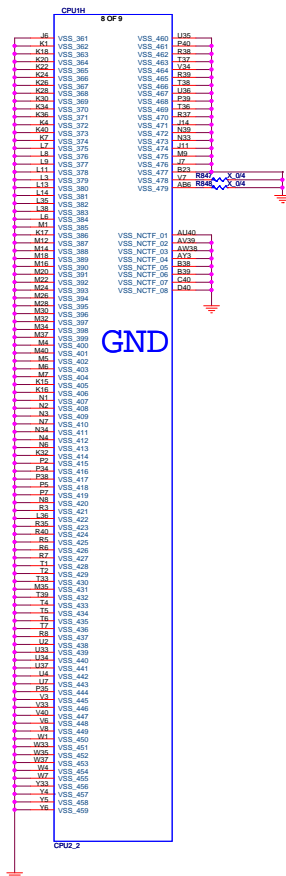 CPU1H
8 OF 9
J6 VSS_361 VSS_460 U35
K1 VSS_362 VSS_461 P40
K18 VSS_363 VSS_462 R38
K20 VSS_364 VSS_463 T37
K22 VSS_365 VSS_464 V34
K24 VSS_366 VSS_465 R39
K26 VSS_367 VSS_466 T38
K28 VSS_368 VSS_467 U36
K30 VSS_369 VSS_468 P39
K34 VSS_370 VSS_469 T36
K36 VSS_371 VSS_470 R37
K4 VSS_372 VSS_471 J14
K40 VSS_373 VSS_472 N39
K7 VSS_374 VSS_473 N33
L7 VSS_375 VSS_474 J11
L8 VSS_376 VSS_475 M9
L9 VSS_377 VSS_476 J7
L11 VSS_378 VSS_477 B23
L3 VSS_379 VSS_478 V7 R847 X_0/4
L13 VSS_380 VSS_479 AB6 R848 X_0/4
L14 VSS_381
L35 VSS_382
L38 VSS_383
L6 VSS_384
M1 VSS_385
K17 VSS_386 VSS_NCTF_01 AU40
M12 VSS_387 VSS_NCTF_02 AV39
M14 VSS_388 VSS_NCTF_03 AW38
M18 VSS_389 VSS_NCTF_04 AY3
M16 VSS_390 VSS_NCTF_05 B38
M20 VSS_391 VSS_NCTF_06 B39
M22 VSS_392 VSS_NCTF_07 C40
M24 VSS_393 VSS_NCTF_08 D40
M26 VSS_394
M28 VSS_395
M30 VSS_396
M32 VSS_397
M34 VSS_398
M37 VSS_399
M4 VSS_400
GND
M40 VSS_401
M5 VSS_402
M6 VSS_403
M7 VSS_404
K15 VSS_405
K16 VSS_406
N1 VSS_407
N2 VSS_408
N3 VSS_409
N7 VSS_410
N34 VSS_411
N4 VSS_412
N6 VSS_413
K32 VSS_414
P2 VSS_415
P34 VSS_416
P38 VSS_417
P5 VSS_418
P7 VSS_419
N8 VSS_420
R3 VSS_421
L36 VSS_422
R35 VSS_423
R40 VSS_424
R5 VSS_425
R6 VSS_426
R7 VSS_427
T1 VSS_428
T2 VSS_429
T33 VSS_430
M35 VSS_431
T39 VSS_432
T4 VSS_433
T5 VSS_434
T6 VSS_435
T7 VSS_436
R8 VSS_437
U2 VSS_438
U33 VSS_439
U34 VSS_440
U37 VSS_441
U4 VSS_442
U7 VSS_443
P35 VSS_444
V3 VSS_445
V33 VSS_446
V40 VSS_447
V6 VSS_448
V8 VSS_449
W1 VSS_450
W33 VSS_451
W35 VSS_452
W37 VSS_453
W4 VSS_454
W7 VSS_455
Y33 VSS_456
Y4 VSS_457
Y5 VSS_458
Y6 VSS_459
CPU2_2